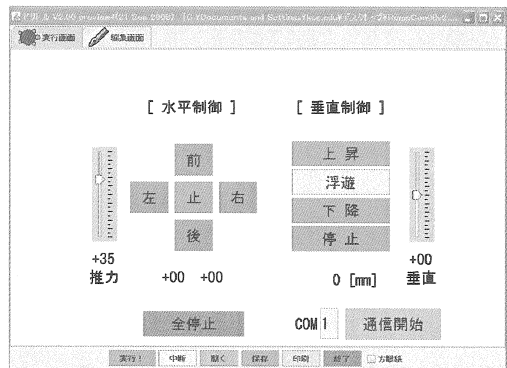 実行画面 編集画面
[ 水平制御 ] [ 垂直制御 ]
前
左 止 右
後
上 昇
浮遊
下 降
停 止
+35
推力
+00 +00
0 [mm]
+00
垂直
全停止
COM 1
通信開始
実行! 中断 開く 保存 印刷 終了 方眼紙